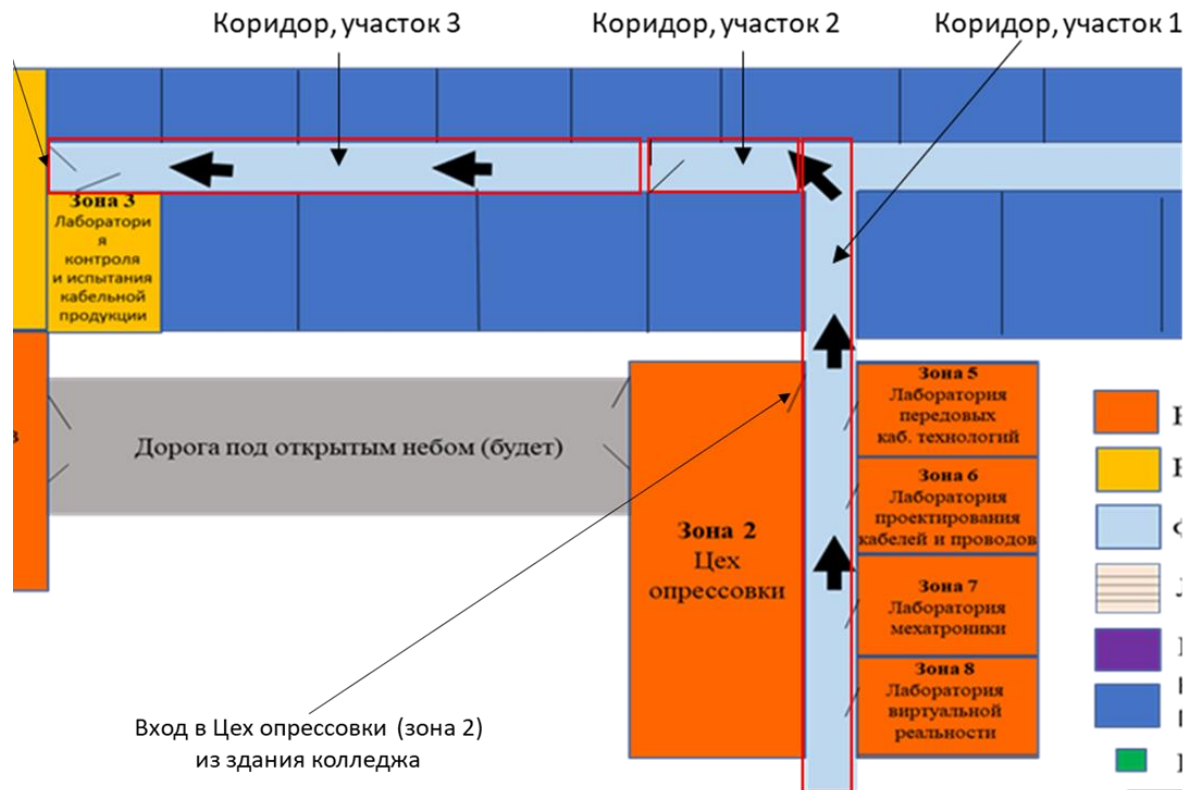 Коридор, участок 3
Коридор, участок 2
Коридор, участок 1
Зона 3
Лаборатори
я
контроля
и испытания
кабельной
продукции
Дорога под открытым небом (будет)
Зона 2
Цех
опрессовки
Зона 5
Лаборатория
передовых
каб. технологий
Зона 6
Лаборатория
проектирования
кабелей и проводов
Зона 7
Лаборатория
мехатроники
Зона 8
Лаборатория
виртуальной
реальности
Вход в Цех опрессовки (зона 2)
из здания колледжа